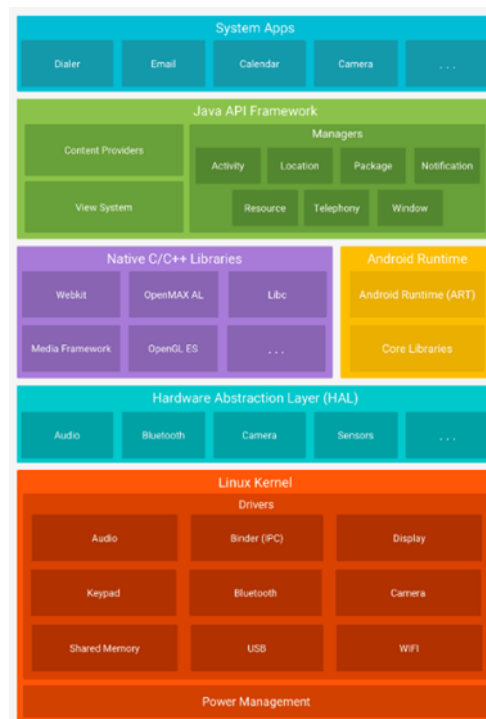 System Apps
Dialer Email Calendar Camera . . .
Java API Framework
Content Providers
View System
Managers
Activity Location Package Notification
Resource Telephony Window
Native C/C++ Libraries
Webkit OpenMAX AL Libc
Media Framework OpenGL ES . . .
Android Runtime
Android Runtime (ART)
Core Libraries
Hardware Abstraction Layer (HAL)
Audio Bluetooth Camera Sensors . . .
Linux Kernel
Drivers
Audio Binder (IPC) Display
Keypad Bluetooth Camera
Shared Memory USB WIFI
Power Management